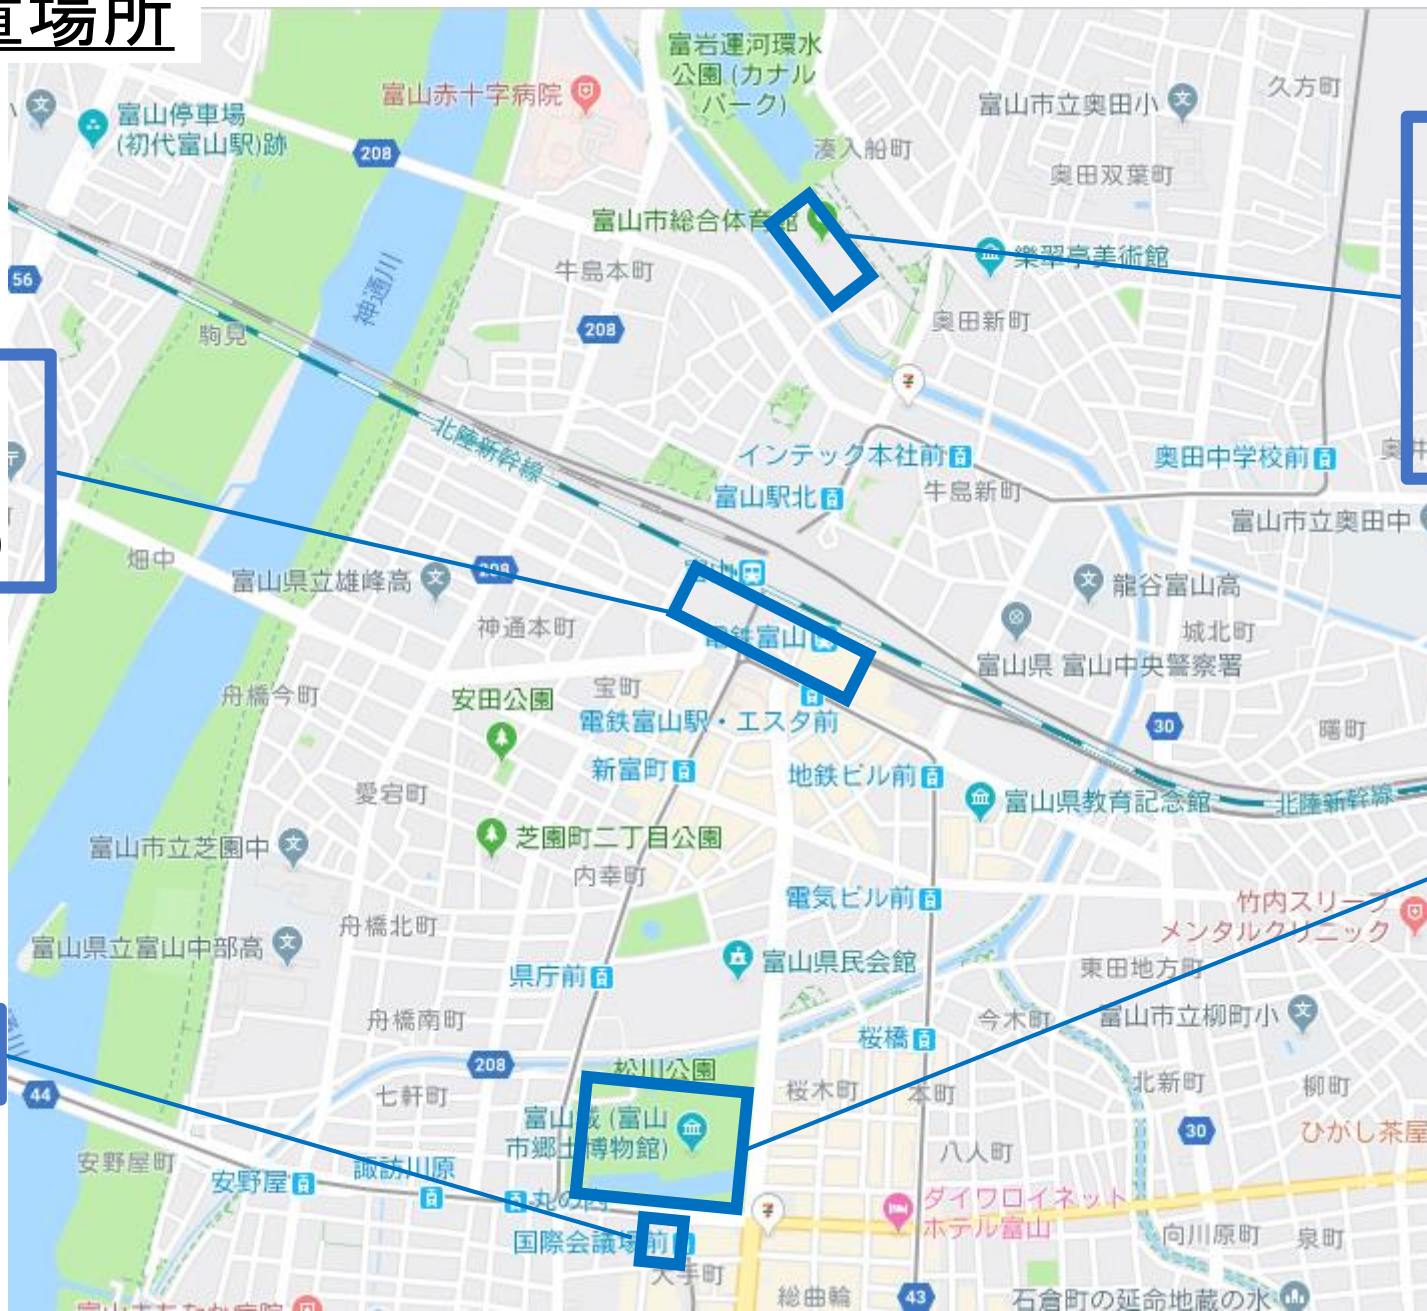 置場所
富岩運河環水
公園 (カナル
パーク)
富山赤十字病院
富山市立奥田小
久方町
富山停車場
(初代富山駅)跡
208
湊入船町
奥田双葉町
富山市総合体育館
樂翠亭美術館
牛島本町
神通川
56
駒見
208
奥田新町
北陸新幹線
インテック本社前
奥田中学校前
奥井
富山駅北
牛島新町
富山市立奥田中
畑中
富山県立雄峰高
208
富山
龍谷富山高
神通本町
電鉄富山
城北町
富山県 富山中央警察署
舟橋今町
安田公園
宝町
電鉄富山駅・エスタ前
30
曙町
新富町
地鉄ビル前
愛宕町
富山県教育記念館
北陸新幹線
富山市立芝園中
芝園町二丁目公園
内幸町
電気ビル前
竹内スリープ
メンタルクリニック
舟橋北町
富山県立富山中部高
富山県民会館
県庁前
東田地方町
舟橋南町
今木町
富山市立柳町小
桜橋
208
松川公園
44
七軒町
桜木町
本町
北新町
柳町
富山城 (富山
市郷土博物館)
30
ひがし茶屋
八人町
安野屋町
安野屋
諏訪川原
丸の内
ダイワロイネット
ホテル富山
国際会議場前
向川原町
泉町
大手町
総曲輪
43
石倉町の延命地蔵の水
富山まちなか病院